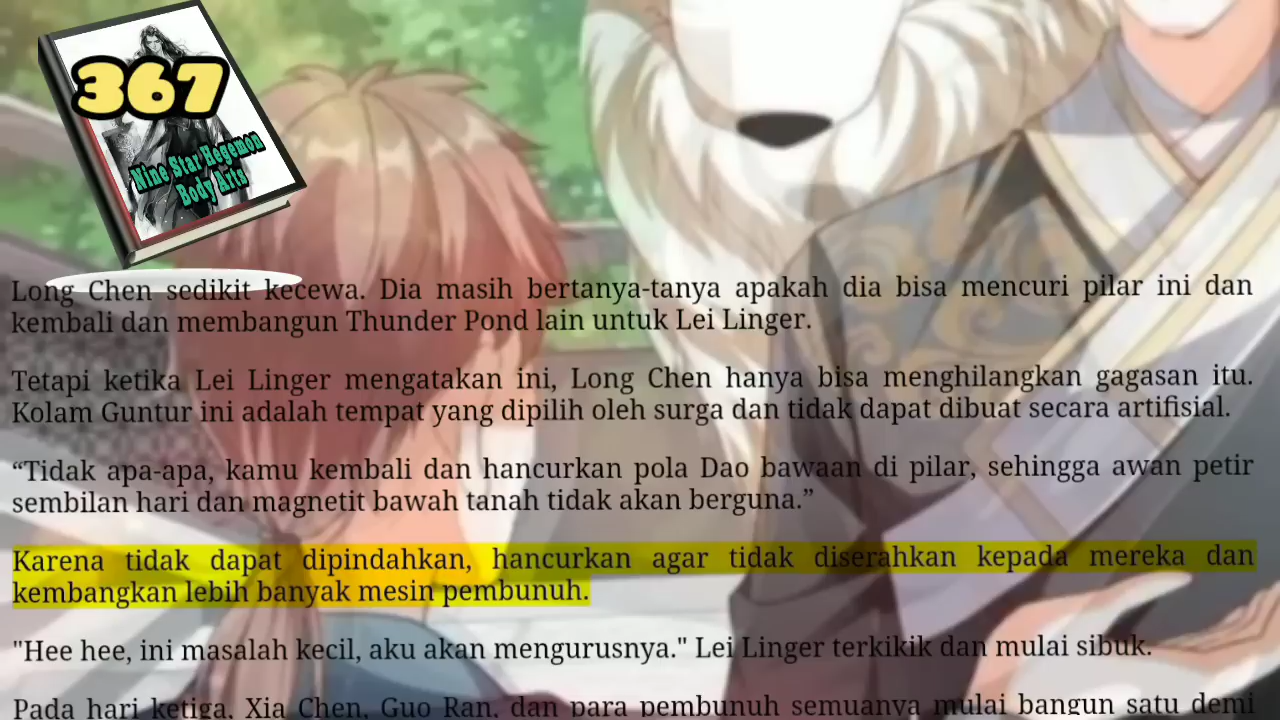 367
Nine Star Hegemon
Body Arts
Long Chen sedikit kecewa. Dia masih bertanya-tanya apakah dia bisa mencuri pilar ini dan
kembali dan membangun Thunder Pond lain untuk Lei Linger.
Tetapi ketika Lei Linger mengatakan ini, Long Chen hanya bisa menghilangkan gagasan itu.
Kolam Guntur ini adalah tempat yang dipilih oleh surga dan tidak dapat dibuat secara artifisial.
“Tidak apa-apa, kamu kembali dan hancurkan pola Dao bawaan di pilar, sehingga awan petir
sembilan hari dan magnetit bawah tanah tidak akan berguna.”
Karena tidak dapat dipindahkan, hancurkan agar tidak diserahkan kepada mereka dan
kembangkan lebih banyak mesin pembunuh.
"Hee hee, ini masalah kecil, aku akan mengurusnya." Lei Linger terkikik dan mulai sibuk.
Pada hari ketiga, Xia Chen, Guo Ran, dan para pembunuh semuanya mulai bangun satu demi